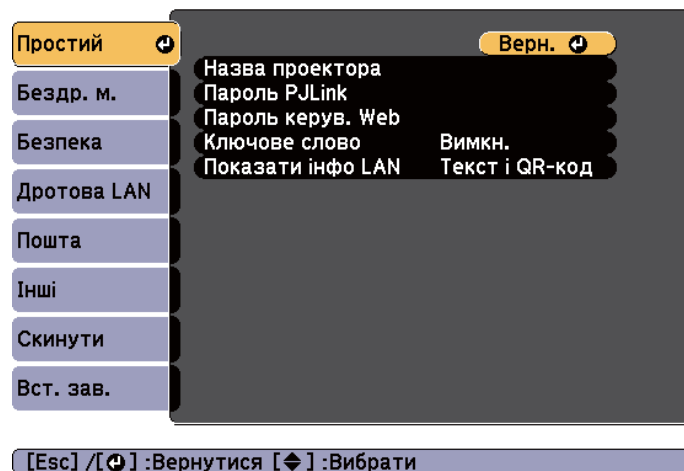 Простий
Бездр. м.
Безпека
Дротова LAN
Пошта
Інші
Скинути
Вст. зав.
Верн.
Назва проектора
Пароль PJLink
Пароль керув. Web
Ключове слово Вимкн.
Показати інфо LAN Текст і QR-код
[Esc] /[ ] :Вернутися [ ] :Вибрати